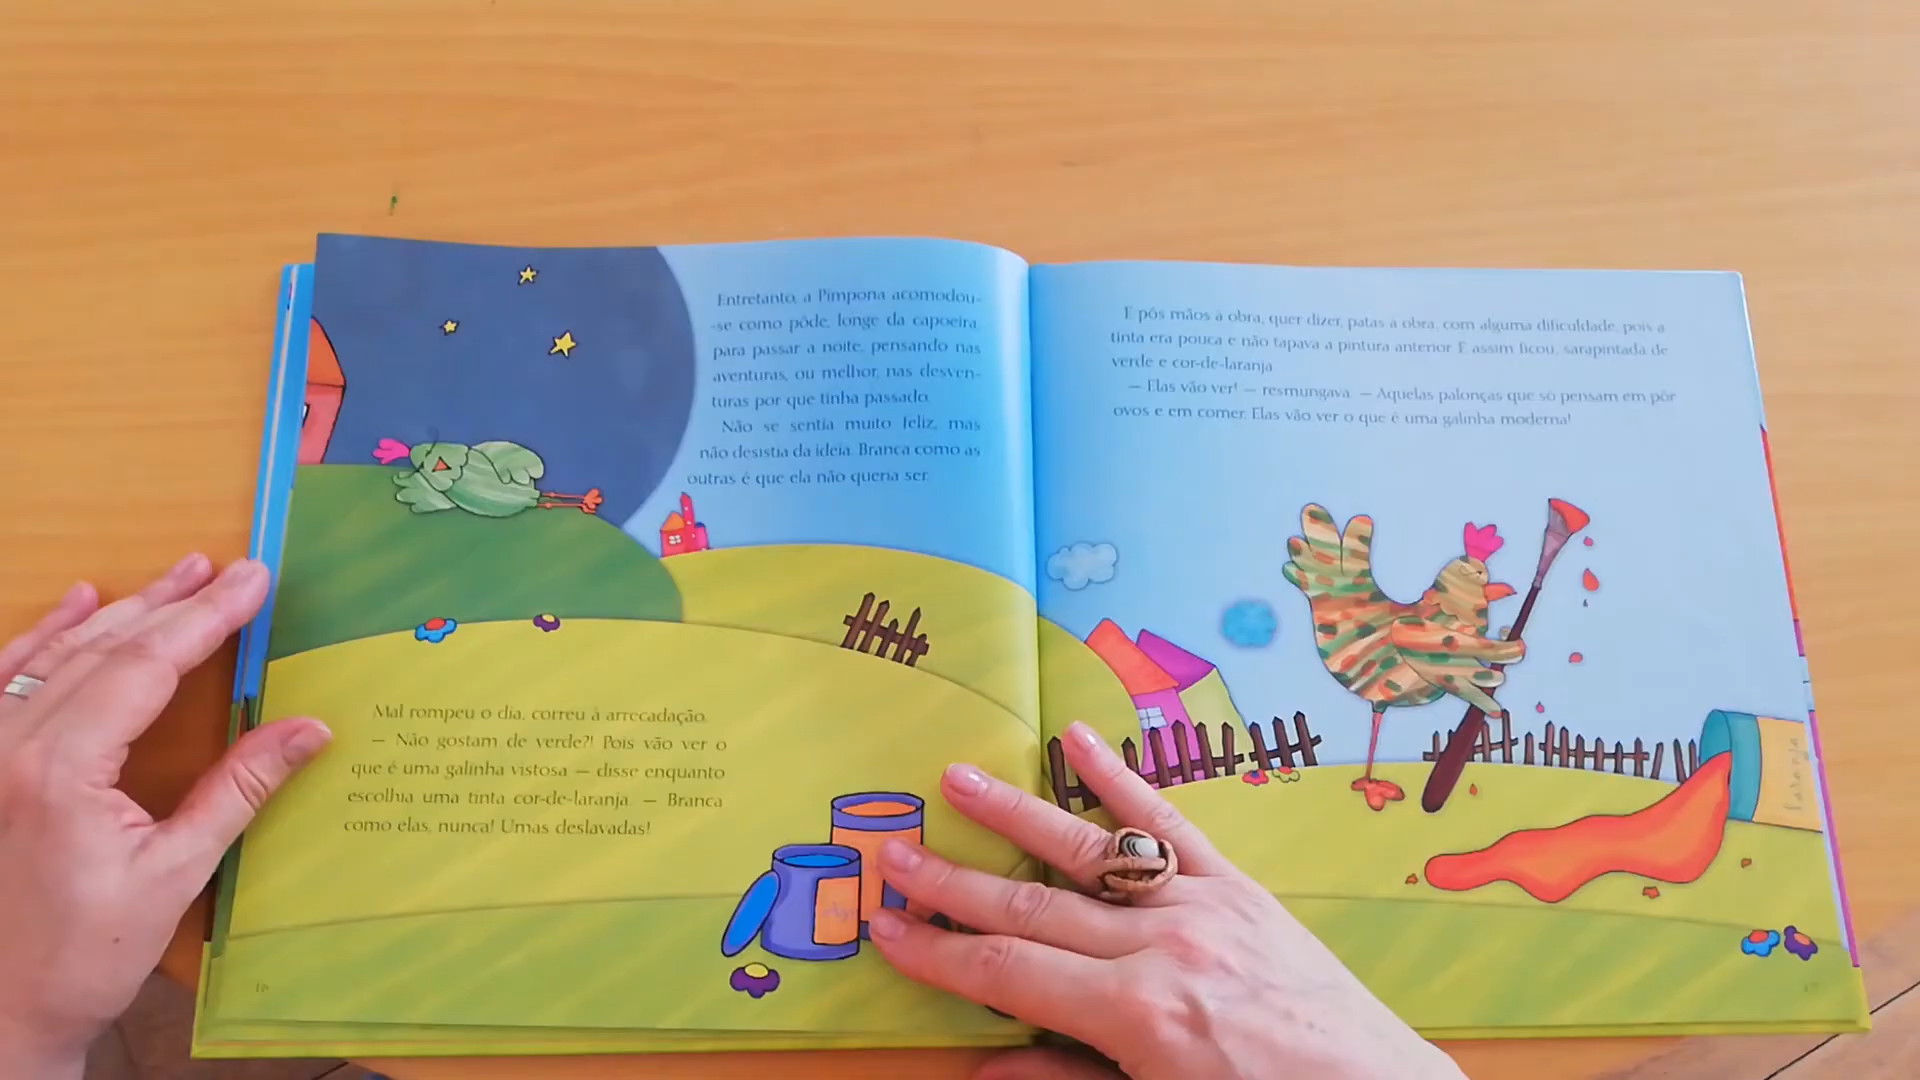 Entretanto, a Pimpona acomodou-
-se como pôde, longe da capoeira,
para passar a noite, pensando nas
aventuras, ou melhor, nas desven-
turas por que tinha passado.
Não se sentia muito feliz, mas
não desistia da ideia. Branca como as
outras é que ela não queria ser.
Mal rompeu o dia, correu à arrecadação.
— Não gostam de verde?! Pois vão ver o
que é uma galinha vistosa — disse enquanto
escolhia uma tinta cor-de-laranja. — Branca
como elas, nunca! Umas deslavadas!
16
E pôs mãos à obra, quer dizer, patas à obra, com alguma dificuldade, pois a
tinta era pouca e não tapava a pintura anterior. E assim ficou, sarapintada de
verde e cor-de-laranja.
— Elas vão ver! — resmungava. — Aquelas palonças que só pensam em pôr
ovos e em comer. Elas vão ver o que é uma galinha moderna!
Laranja